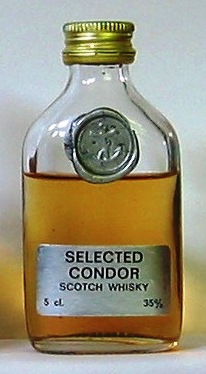 SELECTED
CONDOR
SCOTCH WHISKY
5 cl. 35%